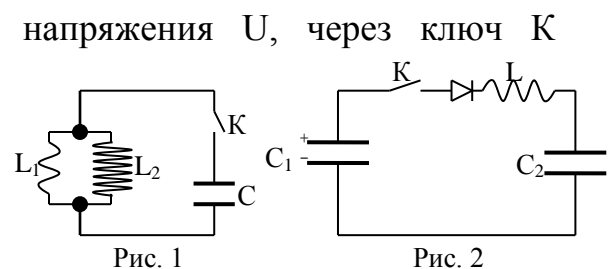 напряжения U, через ключ К
L1
L2
К
С
Рис. 1
К
L
C1
+
-
C2
Рис. 2